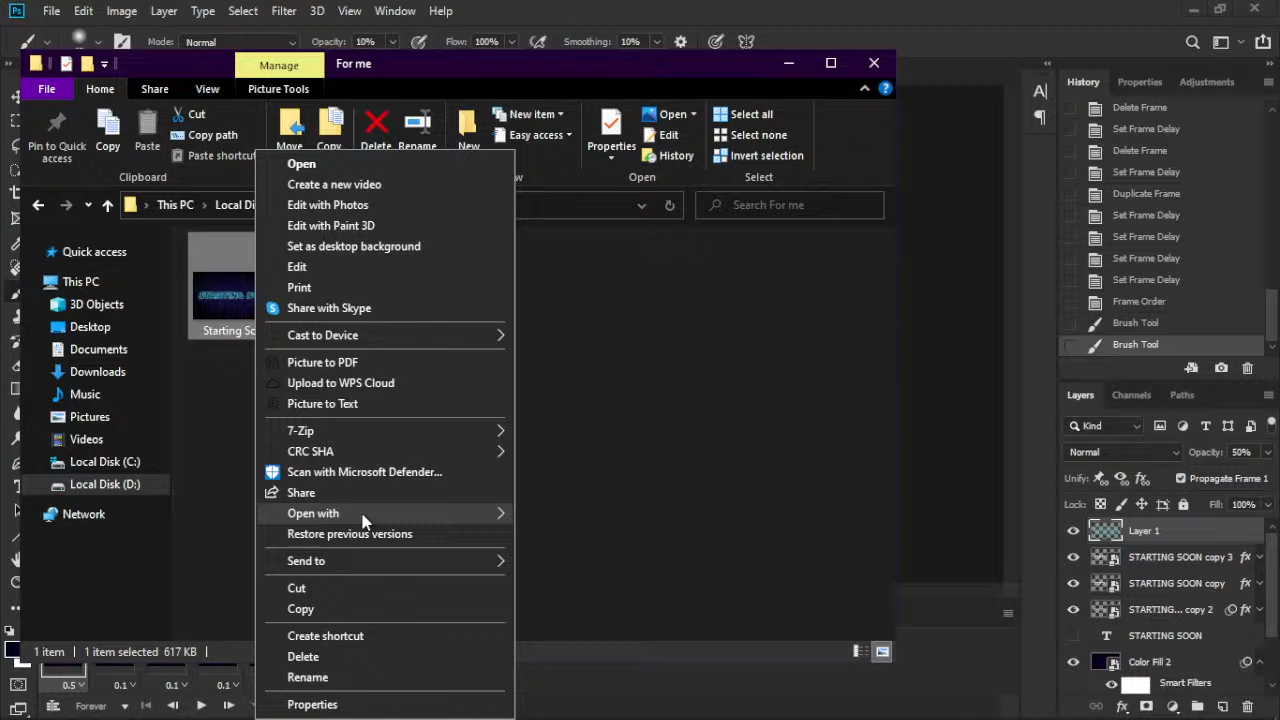 Ps File Edit Image Layer Type Select Filter 3D View Window Help
Mode: Normal Opacity: 10% Flow: 100% Smoothing: 10%
Manage For me
File Home Share View Picture Tools
Pin to Quick access
Copy
Paste
Cut
Copy path
Paste shortcut
Clipboard
Move
Copy
Delete
Rename
New
New item
Easy access
Properties
Open
Edit
History
Open
Select all
Select none
Invert selection
Select
This PC
Search For me
Quick access
This PC
3D Objects
Desktop
Documents
Downloads
Music
Pictures
Videos
Local Disk (C:)
Local Disk (D:)
Network
Open
Create a new video
Edit with Photos
Edit with Paint 3D
Set as desktop background
Edit
Print
Share with Skype
Cast to Device
Picture to PDF
Upload to WPS Cloud
Picture to Text
7-Zip
CRC SHA
Scan with Microsoft Defender...
Share
Open with
Restore previous versions
Send to
Cut
Copy
Create shortcut
Delete
Rename
Properties
1 item 1 item selected 617 KB
0.5 0.1 0.1 0.1
Forever
History Properties Adjustments
Delete Frame
Set Frame Delay
Delete Frame
Set Frame Delay
Duplicate Frame
Set Frame Delay
Set Frame Delay
Set Frame Delay
Set Frame Delay
Frame Order
Brush Tool
Brush Tool
Layers Channels Paths
Kind
Normal Opacity: 50%
Unify: Propagate Frame 1
Lock: Fill: 100%
Layer 1
STARTING SOON copy 3 fx
STARTING SOON copy fx
STARTING... copy 2 fx
T STARTING SOON
Color Fill 2
Smart Filters
fx